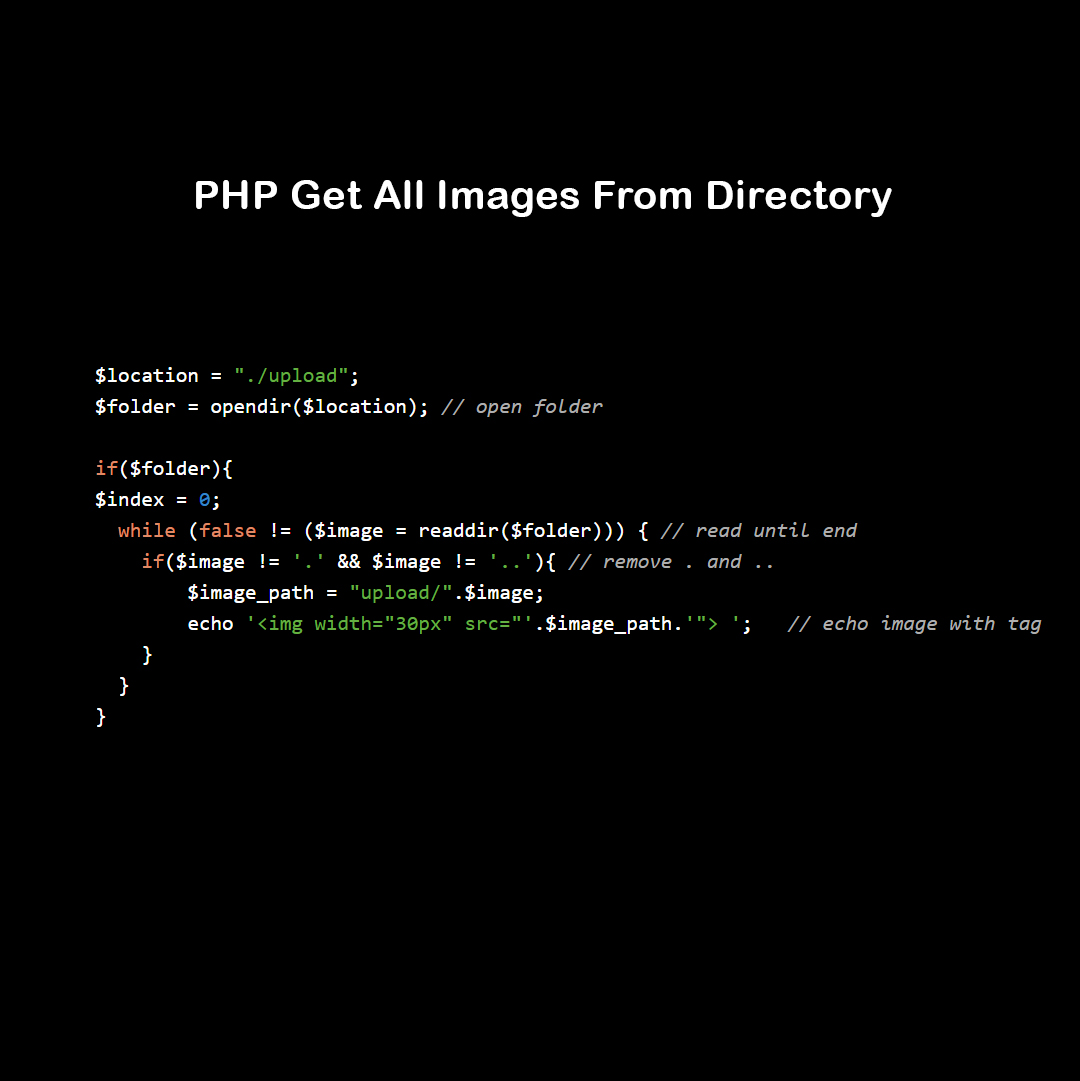 PHP Get All Images From Directory
$location = "./upload";
$folder = opendir($location); // open folder
if($folder){
$index = 0;
while (false != ($image = readdir($folder))) { // read until end
if($image != '.' && $image != '..'){ // remove . and ..
$image_path = "upload/".$image;
echo '<img width="30px" src="'.$image_path.'"> ';   // echo image with tag
}
}
}